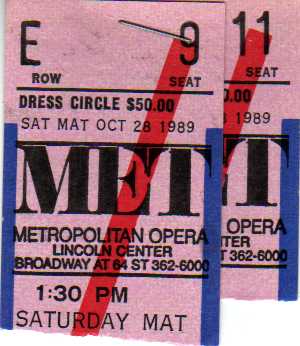 E 9 11
ROW SEAT SEAT
DRESS CIRCLE $50.00 .00
SAT MAT OCT 28 1989 1989
MET T
METROPOLITAN OPERA OPERA
LINCOLN CENTER TER
BROADWAY AT 64 ST 362-6000 ST 362-6000
1:30 PM
SATURDAY MAT